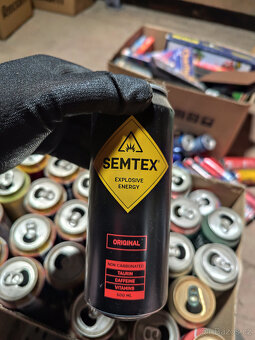 SEMTEX
EXPLOSIVE
ENERGY
ORIGINAL
NON CARBONATED
TAURIN
CAFFEINE
VITAMINS
500 ml